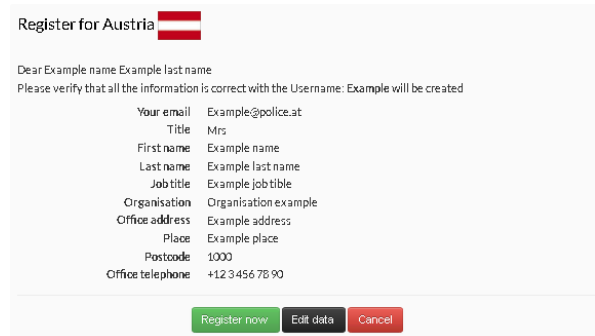 Register for Austria
Dear Example name Example last name
Please verify that all the information is correct with the Username: Example will be created
Your email Example@police.at
Title Mrs
First name Example name
Last name Example last name
Job title Example job tible
Organisation Organisation example
Office address Example address
Place Example place
Postcode 1000
Office telephone +12 3 456 78 90
Register now Edit data Cancel